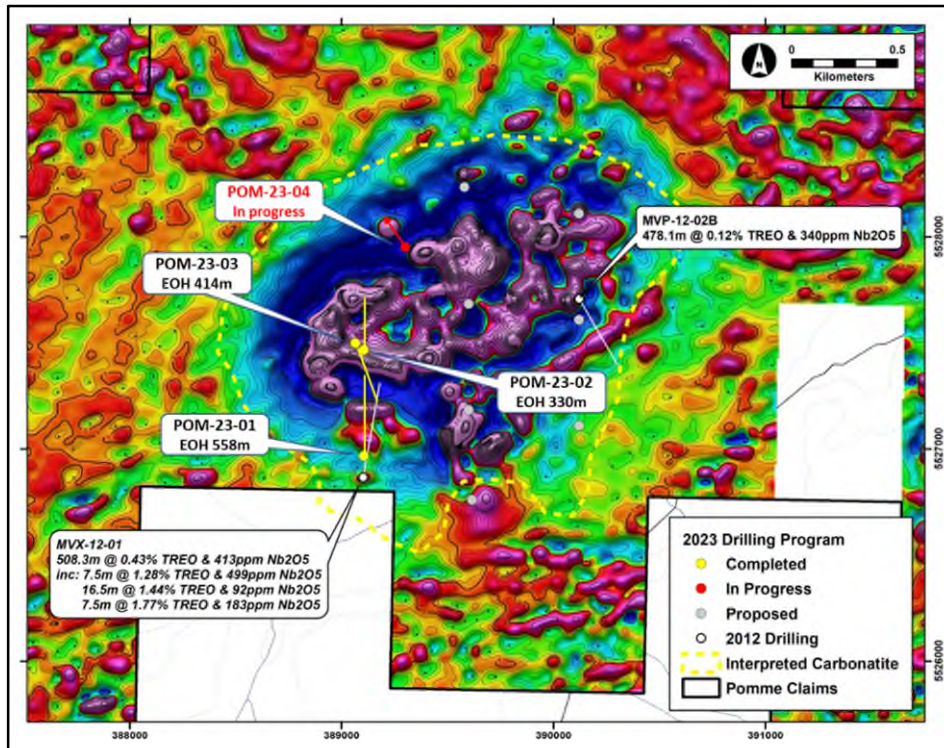 N
0 0.5
Kilometers
POM-23-04
In progress
MVP-12-02B
478.1m @ 0.12% TREO & 340ppm Nb2O5
5628000
POM-23-03
EOH 414m
POM-23-02
EOH 330m
POM-23-01
EOH 558m
5627000
MVX-12-01
508.3m @ 0.43% TREO & 413ppm Nb2O5
inc: 7.5m @ 1.28% TREO & 499ppm Nb2O5
16.5m @ 1.44% TREO & 92ppm Nb2O5
7.5m @ 1.77% TREO & 183ppm Nb2O5
2023 Drilling Program
Completed
In Progress
Proposed
2012 Drilling
Interpreted Carbonatite
Pomme Claims
5626000
388000 389000 390000 391000